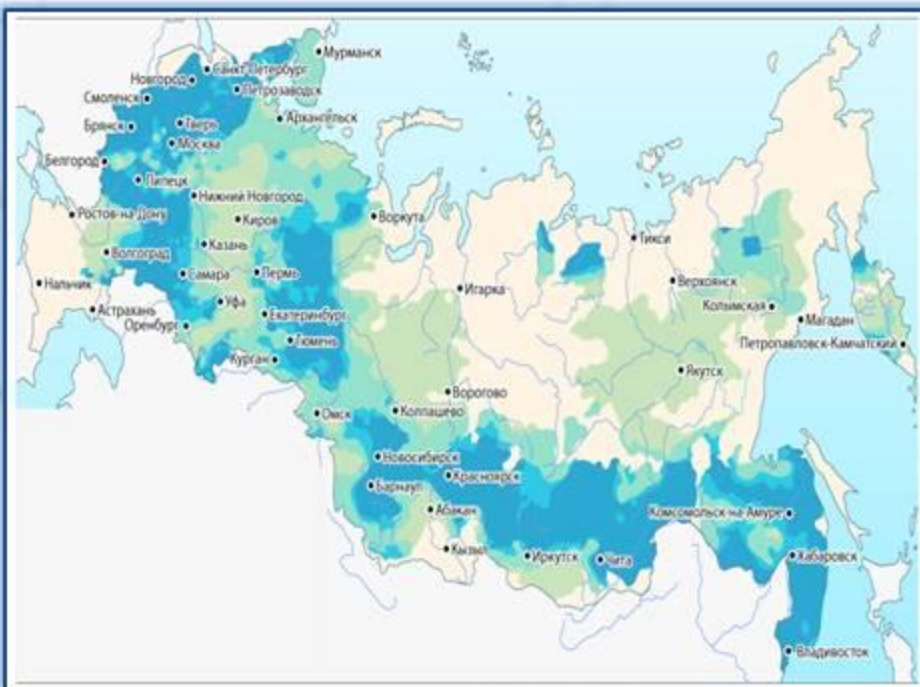 Мурманск
Санкт-Петербург
Новгород
Петрозаводск
Смоленск
Архангельск
Брянск
Тверь
Москва
Белгород
Липецк
Нижний Новгород
Ростов-на-Дону
Киров
Воркута
Волгоград
Казань
Тикси
Самара
Пермь
Верхоянск
Нальчик
Игарка
Уфа
Колымская
Астрахань
Екатеринбург
Магадан
Оренбург
Тюмень
Петропавловск-Камчатский
Курган
Якутск
Ворогово
Омск
Колпашево
Новосибирск
Красноярск
Барнаул
Абакан
Комсомольск-на-Амуре
Кызыл
Иркутск
Чита
Хабаровск
Владивосток